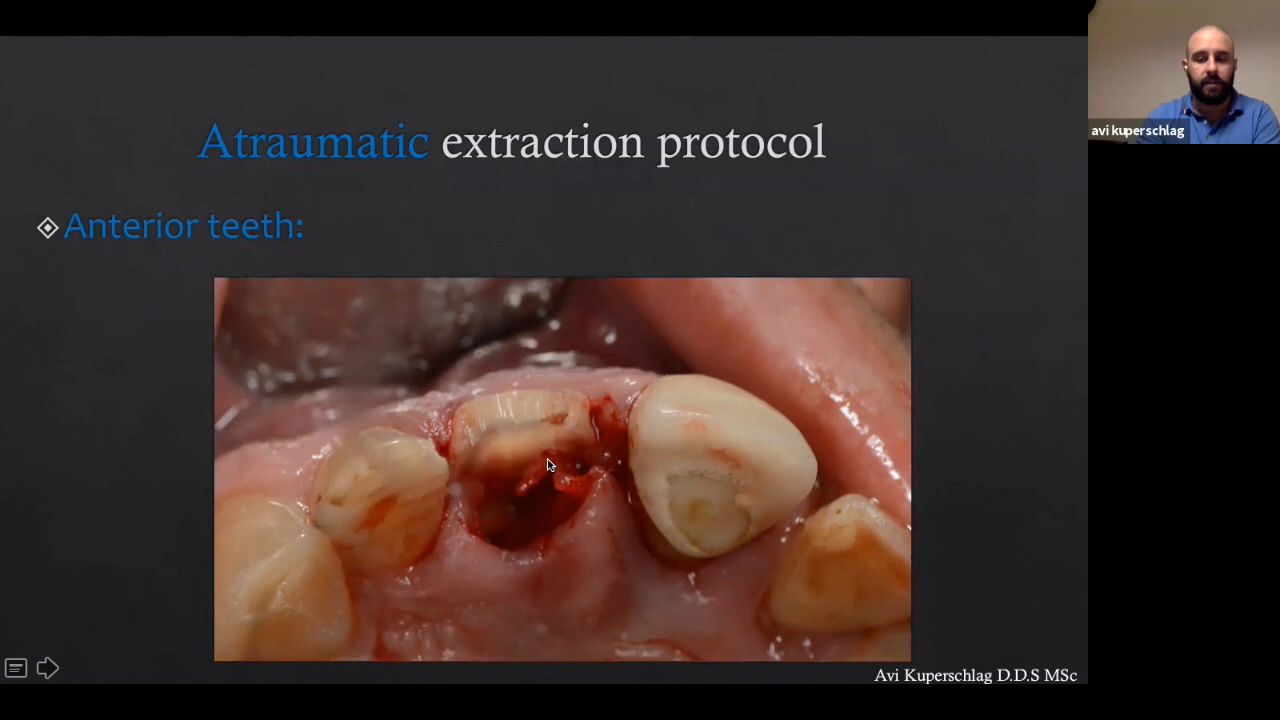 Atraumatic extraction protocol
Anterior teeth:
Avi Kuperschlag D.D.S MSc
avi kuperschlag